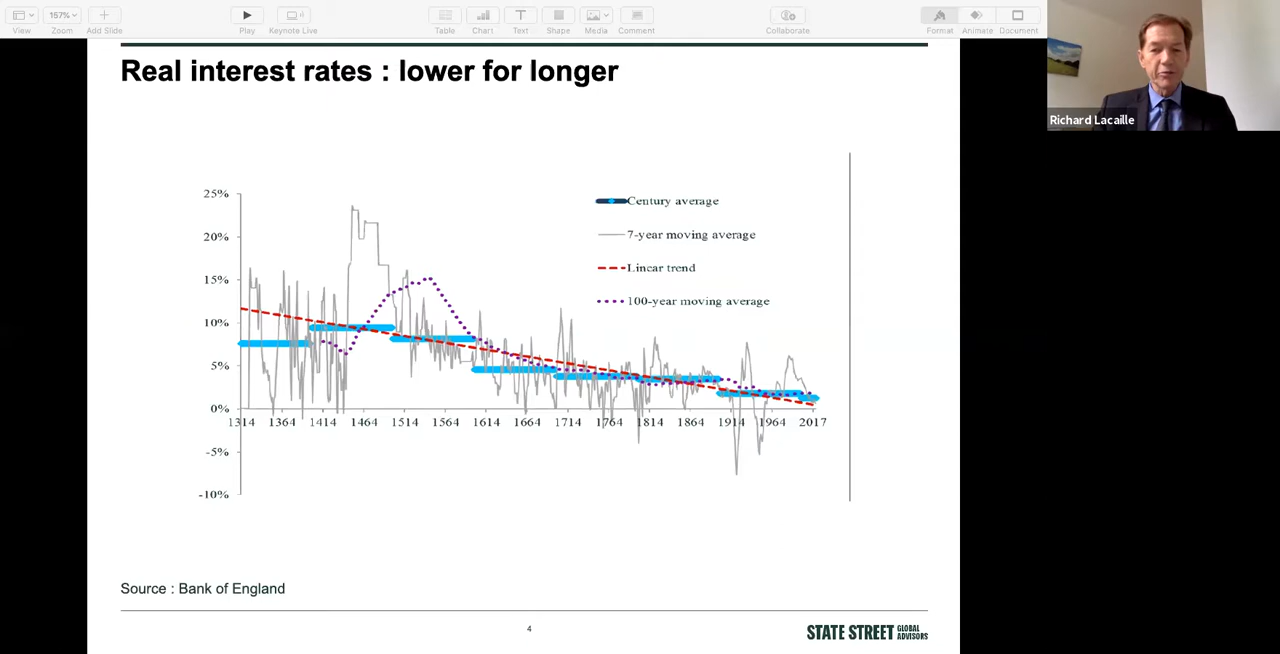 View
157%
Zoom
Add Slide
Play
Keynote Live
Table
Chart
Text
Shape
Media
Comment
Collaborate
Format
Animate
Document
Richard Lacaille
Real interest rates : lower for longer
Century average
7-year moving average
Linear trend
100-year moving average
25%
20%
15%
10%
5%
0%
-5%
-10%
1314 1364 1414 1464 1514 1564 1614 1664 1714 1764 1814 1864 1914 1964 2017
Source : Bank of England
4
STATE STREET GLOBAL
ADVISORS